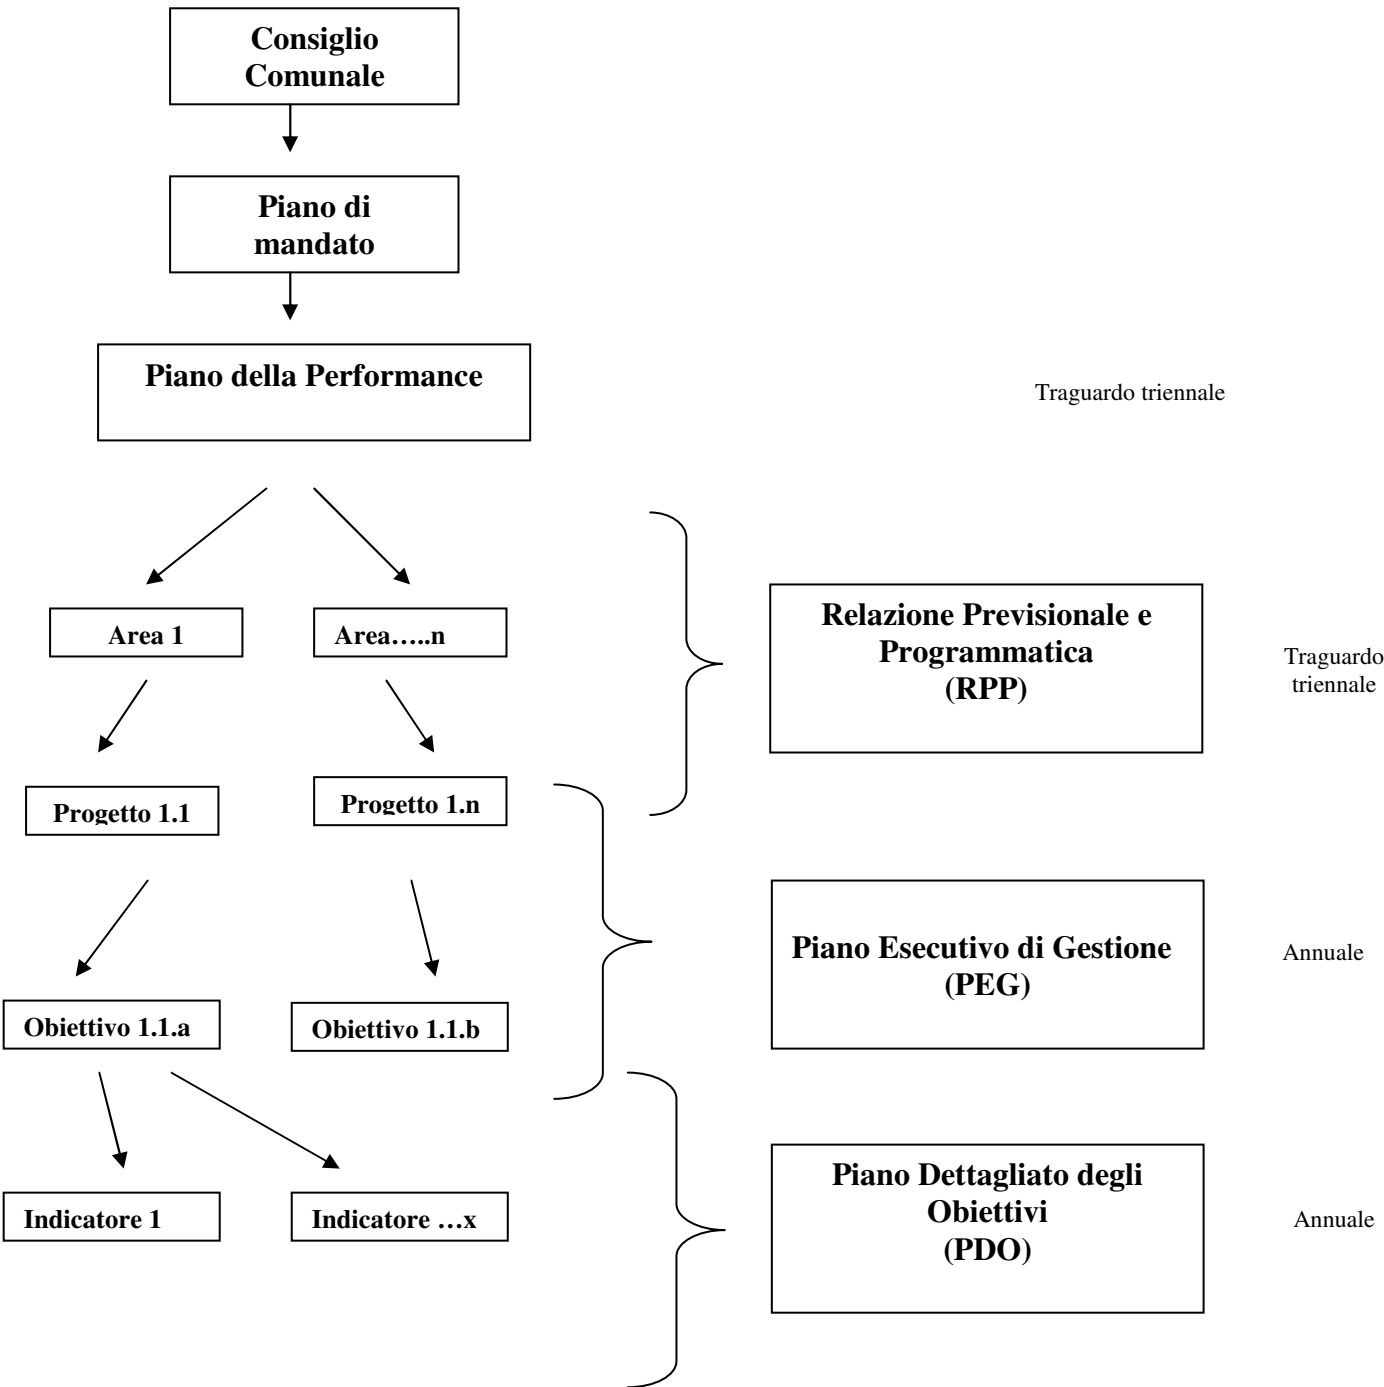 Consiglio
Comunale
Piano di
mandato
Piano della Performance
Traguardo triennale
Area 1
Area…..n
Relazione Previsionale e
Programmatica
(RPP)
Traguardo
triennale
Progetto 1.1
Progetto 1.n
Piano Esecutivo di Gestione
(PEG)
Annuale
Obiettivo 1.1.a
Obiettivo 1.1.b
Piano Dettagliato degli
Obiettivi
(PDO)
Annuale
Indicatore 1
Indicatore …x